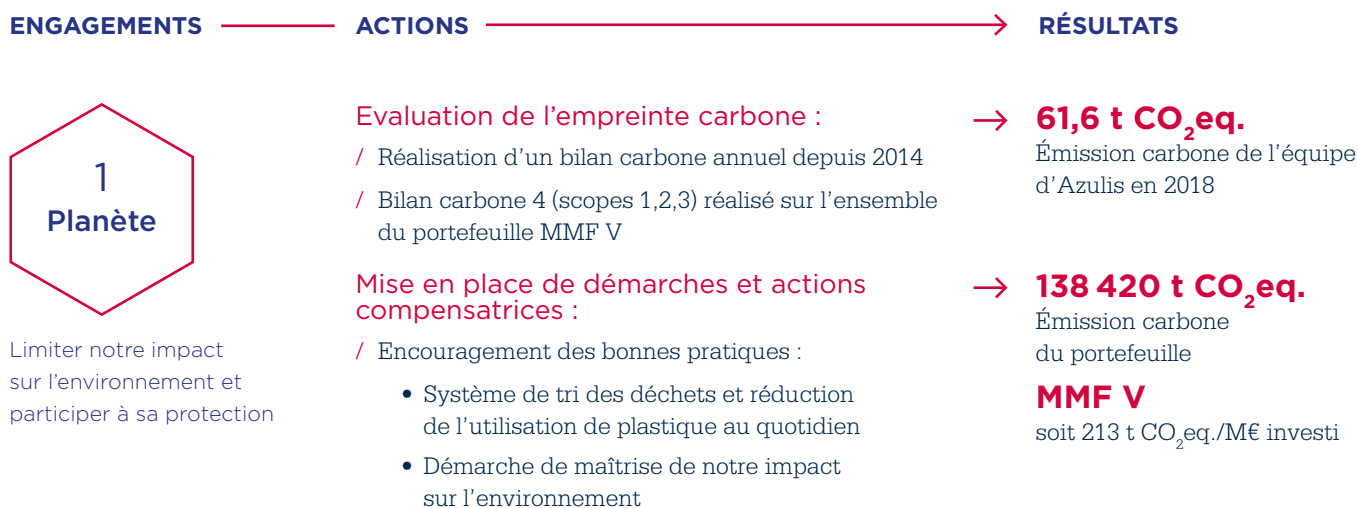 ENGAGEMENTS
ACTIONS
RÉSULTATS
1
Planète
Limiter notre impact
sur l'environnement et
participer à sa protection
Evaluation de l'empreinte carbone :
/ Réalisation d'un bilan carbone annuel depuis 2014
/ Bilan carbone 4 (scopes 1,2,3) réalisé sur l'ensemble
du portefeuille MMF V
Mise en place de démarches et actions
compensatrices :
/ Encouragement des bonnes pratiques :
• Système de tri des déchets et réduction
de l'utilisation de plastique au quotidien
• Démarche de maîtrise de notre impact
sur l'environnement
→ 61,6 t CO₂eq.
Émission carbone de l'équipe
d'Azulis en 2018
→ 138 420 t CO₂eq.
Émission carbone
du portefeuille
MMF V
soit 213 t CO₂eq./M€ investi